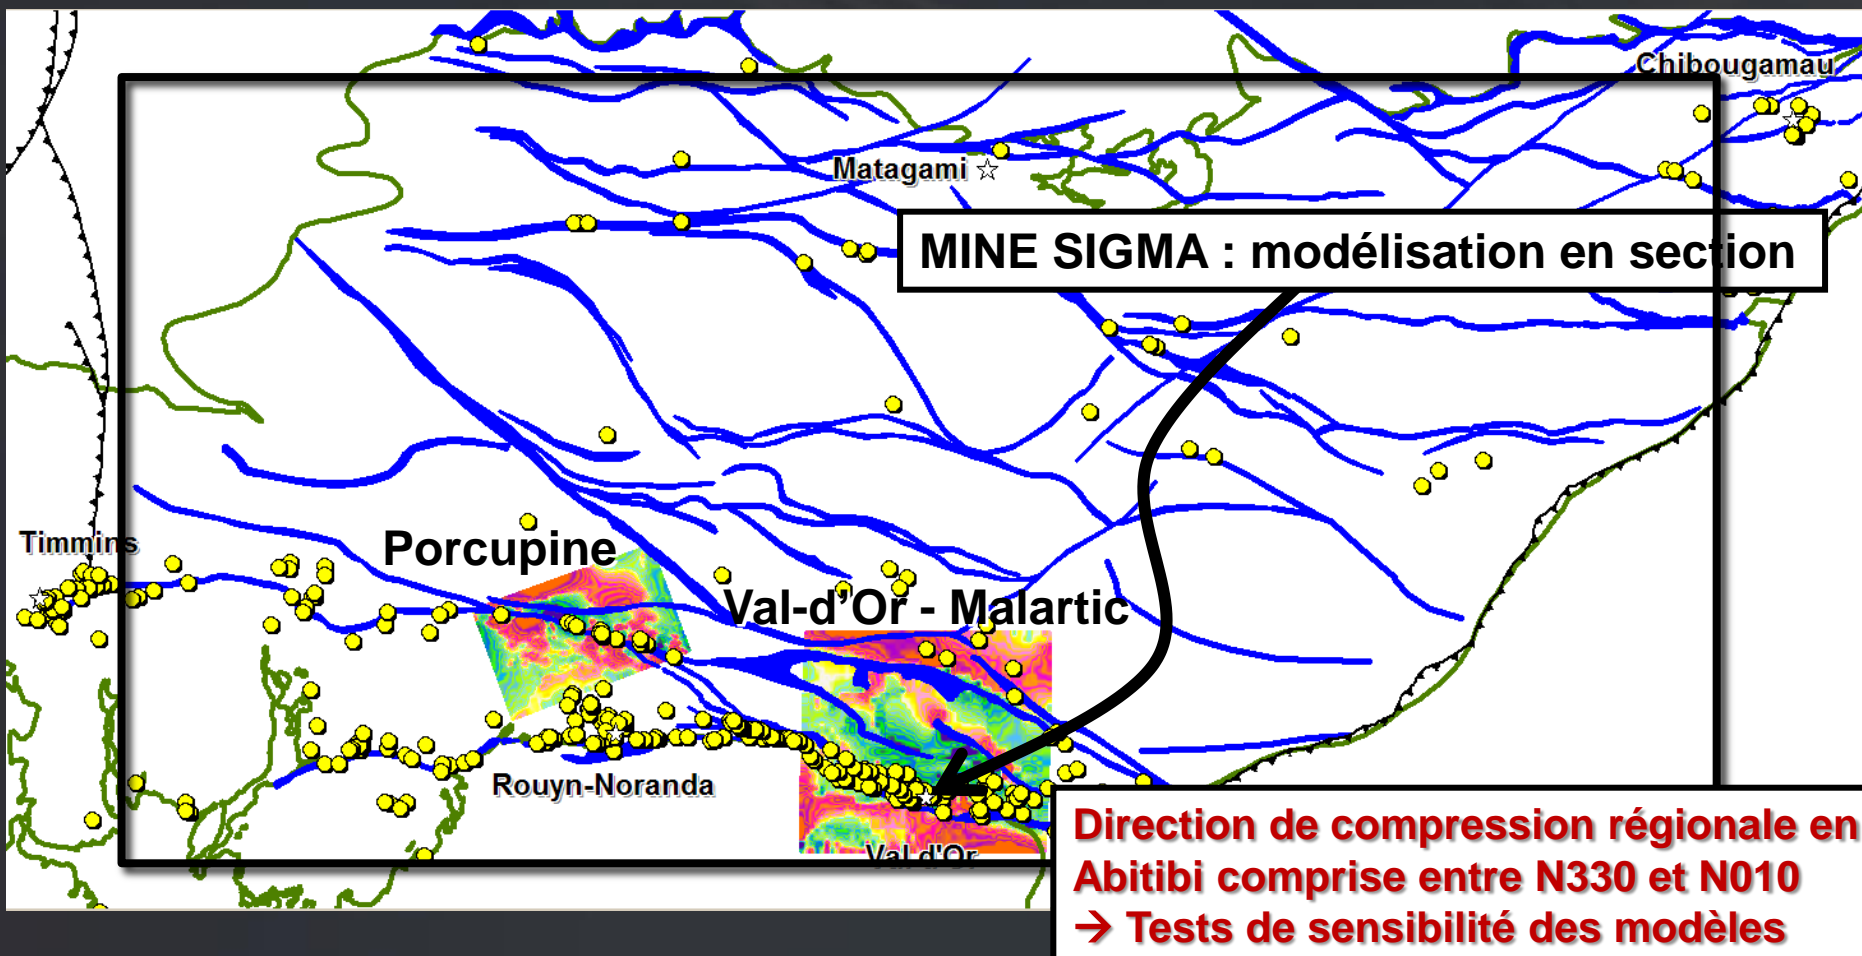 Chibougamau
Matagami
MINE SIGMA : modélisation en section
Timmins
Porcupine
Val-d’Or - Malartic
Rouyn-Noranda
Val d'Or
Direction de compression régionale en
Abitibi comprise entre N330 et N010
→ Tests de sensibilité des modèles